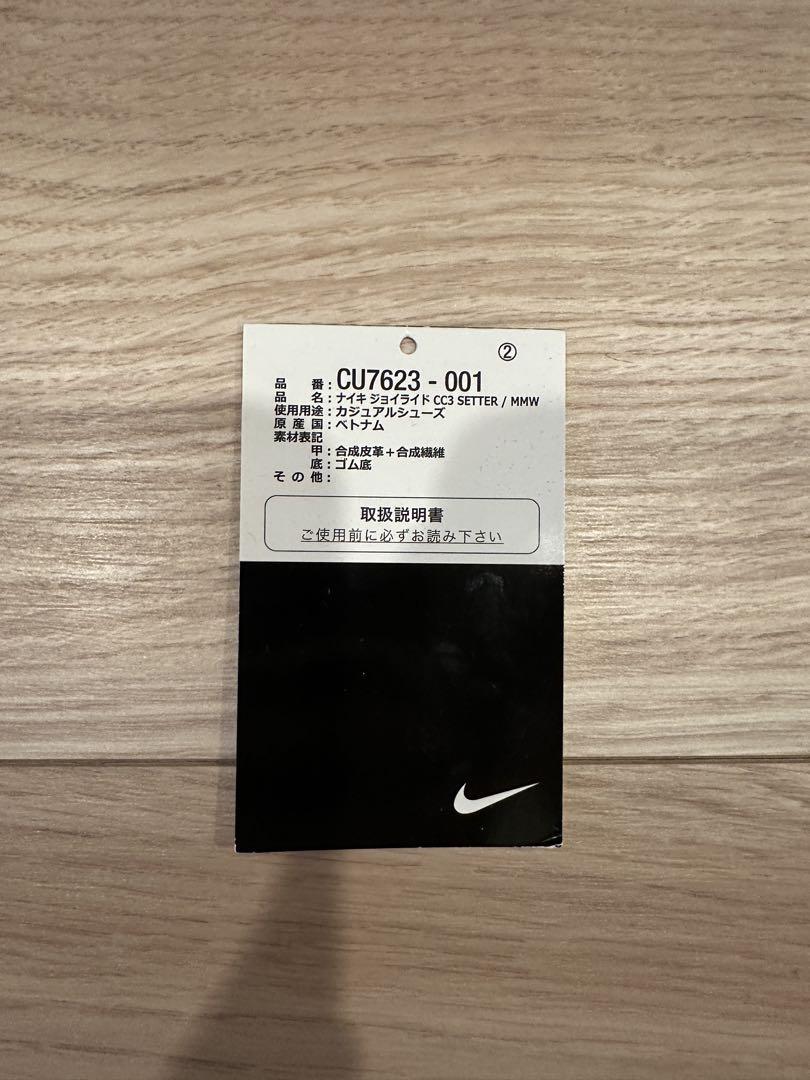 ②
品番:CU7623 - 001
品名:ナイキ ジョイライド CC3 SETTER / MMW
使用用途:カジュアルシューズ
原産国:ベトナム
素材表記
甲:合成皮革+合成繊維
底:ゴム底
その他:
取扱説明書
ご使用前に必ずお読み下さい